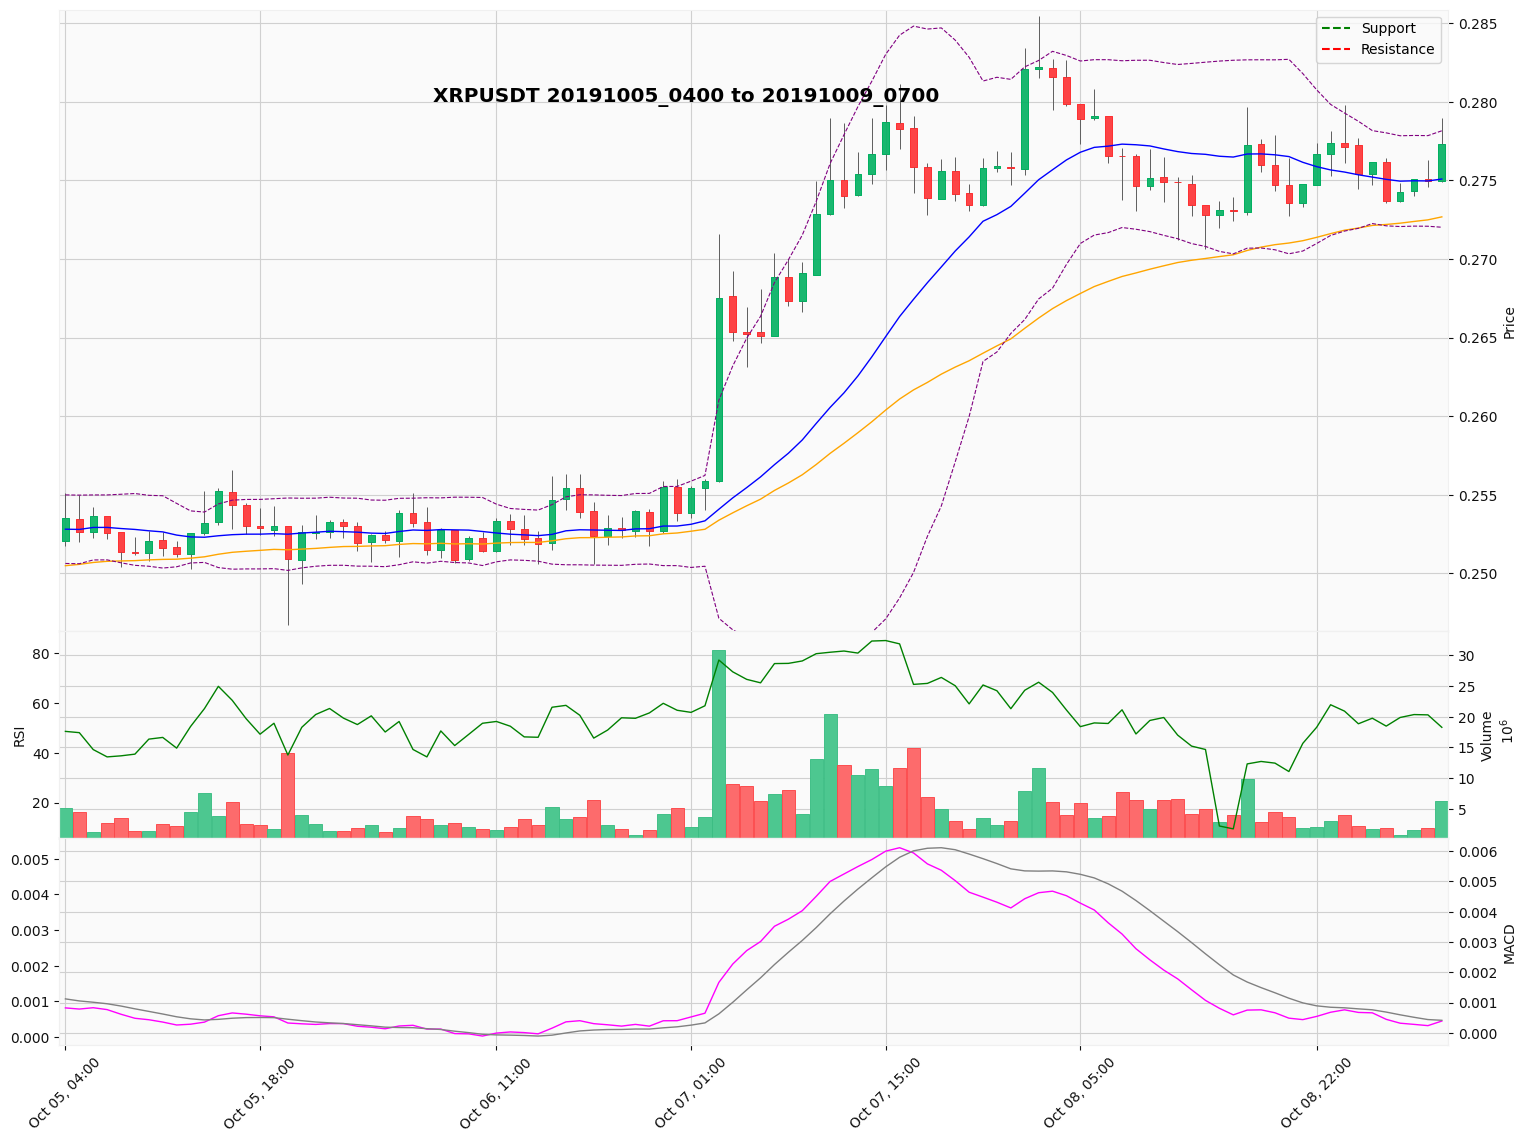 XRPUSDT 20191005_0400 to 20191009_0700
Support
Resistance
0.285
0.280
0.275
0.270
0.265
0.260
0.255
0.250
Price
80
60
40
20
RSI
30
25
20
15
10
5
Volume
10^6
0.005
0.004
0.003
0.002
0.001
0.000
0.006
0.005
0.004
0.003
0.002
0.001
0.000
MACD
Oct 05, 04:00
Oct 05, 18:00
Oct 06, 11:00
Oct 07, 01:00
Oct 07, 15:00
Oct 08, 05:00
Oct 08, 22:00